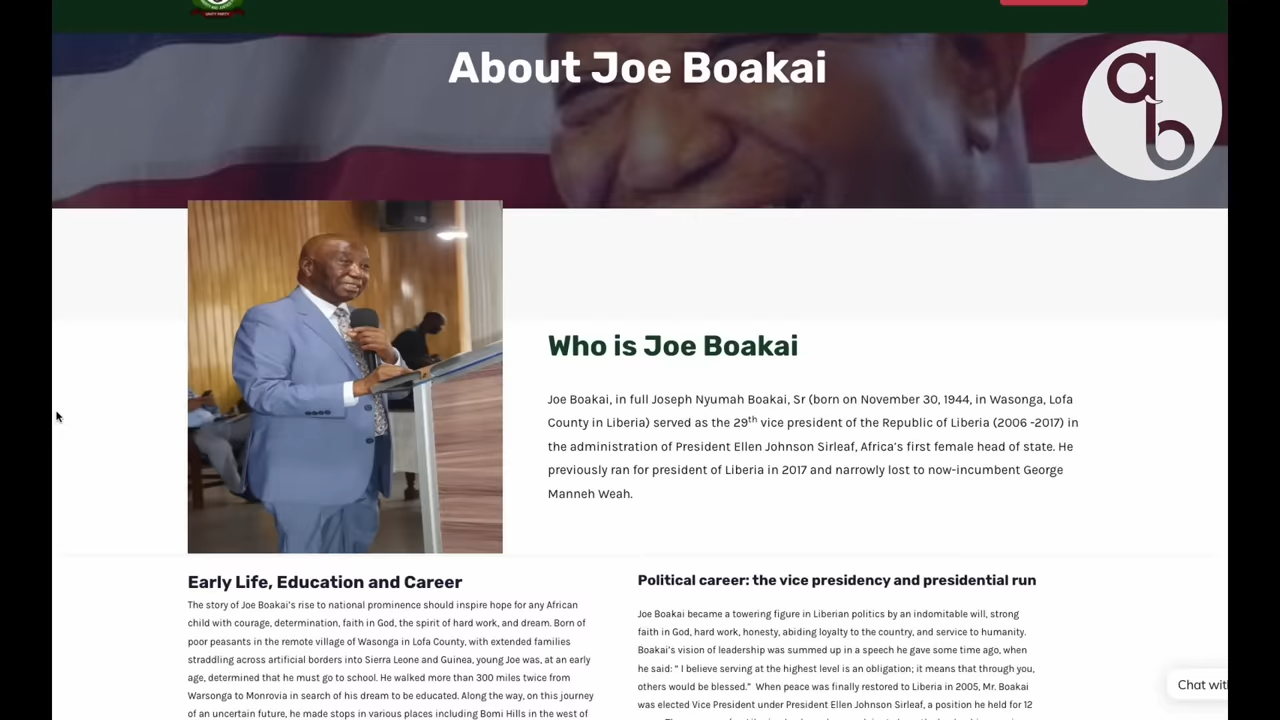 UNITY PARTY
About Joe Boakai
ab
Who is Joe Boakai
Joe Boakai, in full Joseph Nyumah Boakai, Sr (born on November 30, 1944, in Wasonga, Lofa
County in Liberia) served as the 29th vice president of the Republic of Liberia (2006 -2017) in
the administration of President Ellen Johnson Sirleaf, Africa's first female head of state. He
previously ran for president of Liberia in 2017 and narrowly lost to now-incumbent George
Manneh Weah.
Early Life, Education and Career
The story of Joe Boakai's rise to national prominence should inspire hope for any African
child with courage, determination, faith in God, the spirit of hard work, and dream. Born of
poor peasants in the remote village of Wasonga in Lofa County, with extended families
straddling across artificial borders into Sierra Leone and Guinea, young Joe was, at an early
age, determined that he must go to school. He walked more than 300 miles twice from
Warsonga to Monrovia in search of his dream to be educated. Along the way, on this journey
of an uncertain future, he made stops in various places including Bomi Hills in the west of
Political career: the vice presidency and presidential run
Joe Boakai became a towering figure in Liberian politics by an indomitable will, strong
faith in God, hard work, honesty, abiding loyalty to the country, and service to humanity.
Boakai's vision of leadership was summed up in a speech he gave some time ago, when
he said: " I believe serving at the highest level is an obligation; it means that through you,
others would be blessed." When peace was finally restored to Liberia in 2005, Mr. Boakai
was elected Vice President under President Ellen Johnson Sirleaf, a position he held for 12
Chat wit